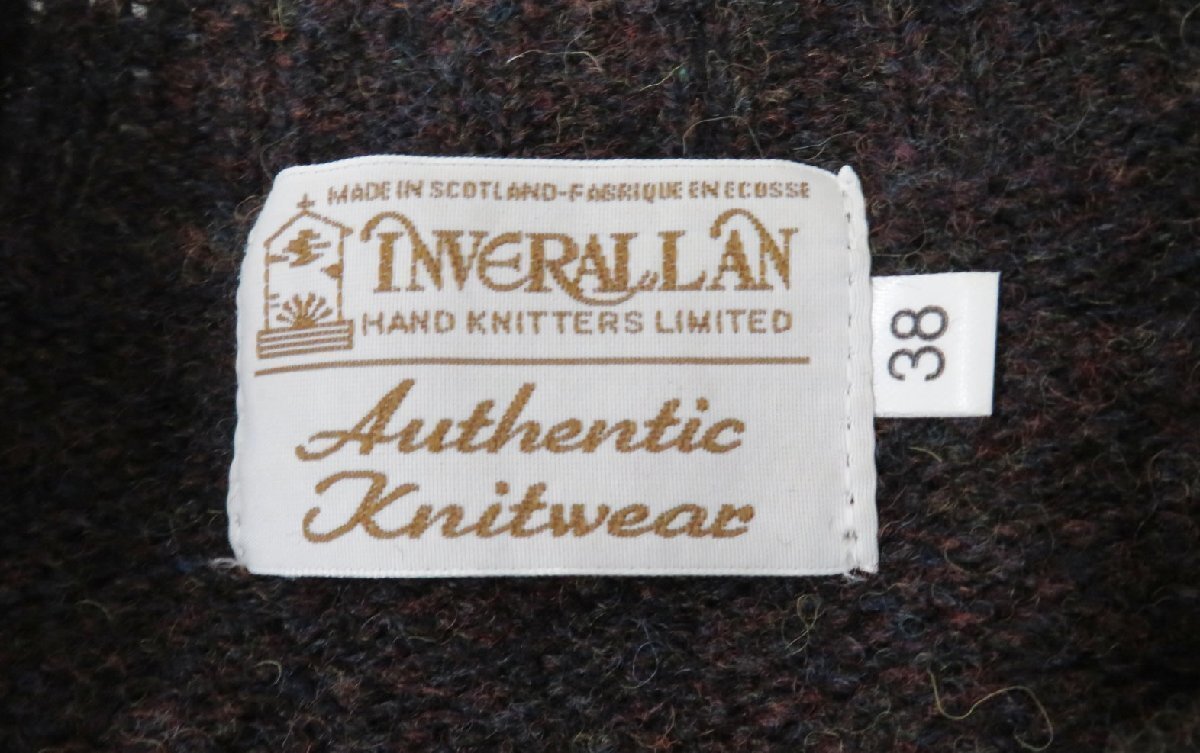 MADE IN SCOTLAND-FABRIQUE EN ECOSSE
INVERALLAN
HAND KNITTERS LIMITED
Authentic
Knitwear
38